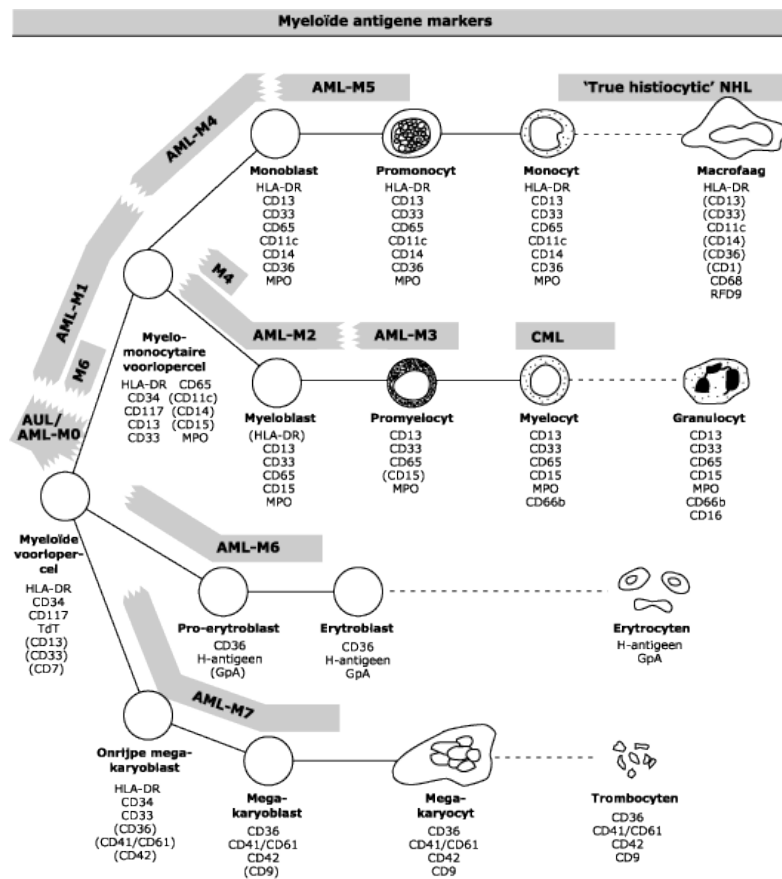 Myeloïde antigene markers
AML-M5
'True histiocytic' NHL
AML-M4
Monoblast
HLA-DR
CD13
CD33
CD65
CD11c
CD14
CD36
MPO
Promonocyt
HLA-DR
CD13
CD33
CD65
CD11c
CD14
CD36
MPO
Monocyt
HLA-DR
CD13
CD33
CD65
CD11c
CD14
CD36
MPO
Macrofaag
HLA-DR
(CD13)
(CD33)
CD11c
(CD14)
(CD36)
(CD1)
CD68
RFD9
AML-M1
M6
AUL/
AML-M0
M4
Myelo-
monocytaire
voorlopercel
HLA-DR CD65
CD34 (CD11c)
CD117 (CD14)
CD13 (CD15)
CD33 MPO
AML-M2
AML-M3
CML
Myeloblast
(HLA-DR)
CD13
CD33
CD65
CD15
MPO
Promyelocyt
CD13
CD33
CD65
(CD15)
MPO
Myelocyt
CD13
CD33
CD65
CD15
MPO
CD66b
Granulocyt
CD13
CD33
CD65
CD15
MPO
CD66b
CD16
Myeloïde
voorloper-
cel
HLA-DR
CD34
CD117
TdT
(CD13)
(CD33)
(CD7)
AML-M6
Pro-erytroblast
CD36
H-antigeen
(GpA)
Erytroblast
CD36
H-antigeen
GpA
Erytrocyten
H-antigeen
GpA
AML-M7
Onrijpe mega-
karyoblast
HLA-DR
CD34
CD33
(CD36)
(CD41/CD61)
(CD42)
Mega-
karyoblast
CD36
CD41/CD61
CD42
(CD9)
Mega-
karyocyt
CD36
CD41/CD61
CD42
CD9
Trombocyten
CD36
CD41/CD61
CD42
CD9